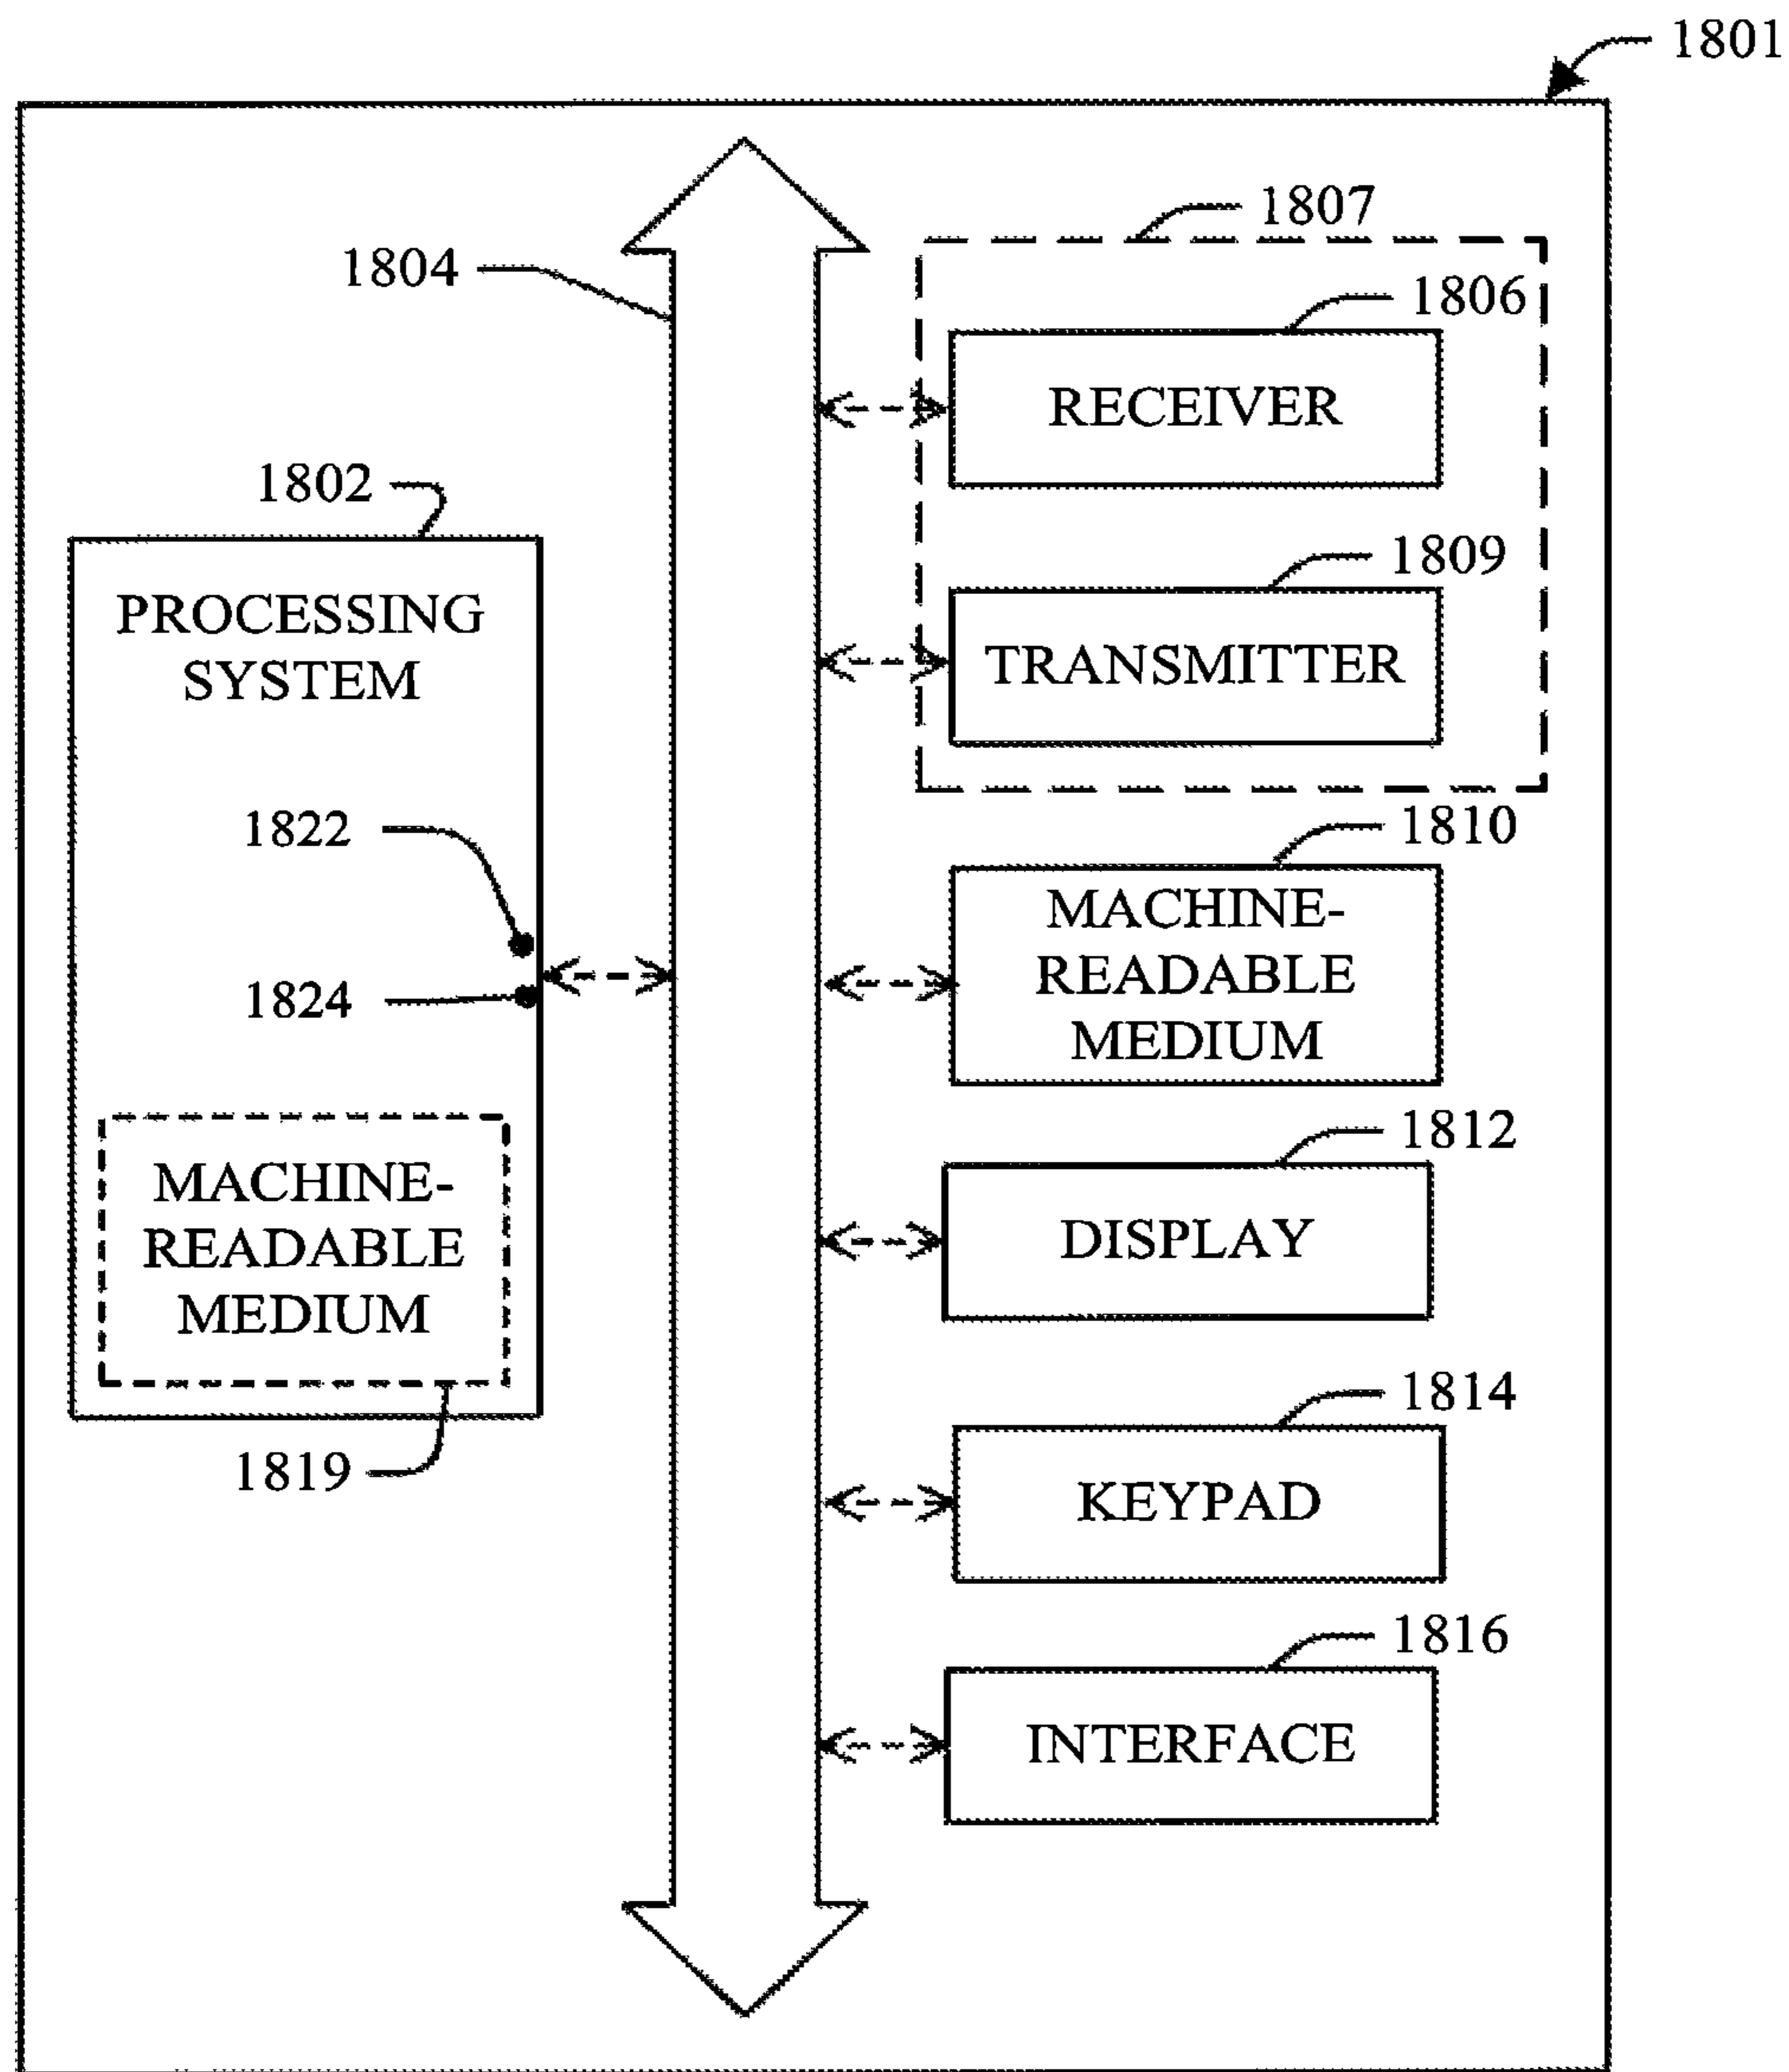 1801
1807
1804
1806
RECEIVER
1802
1809
PROCESSING
SYSTEM
TRANSMITTER
1822
1810
MACHINE-
READABLE
MEDIUM
1824
1812
MACHINE-
READABLE
MEDIUM
DISPLAY
1814
1819
KEYPAD
1816
INTERFACE